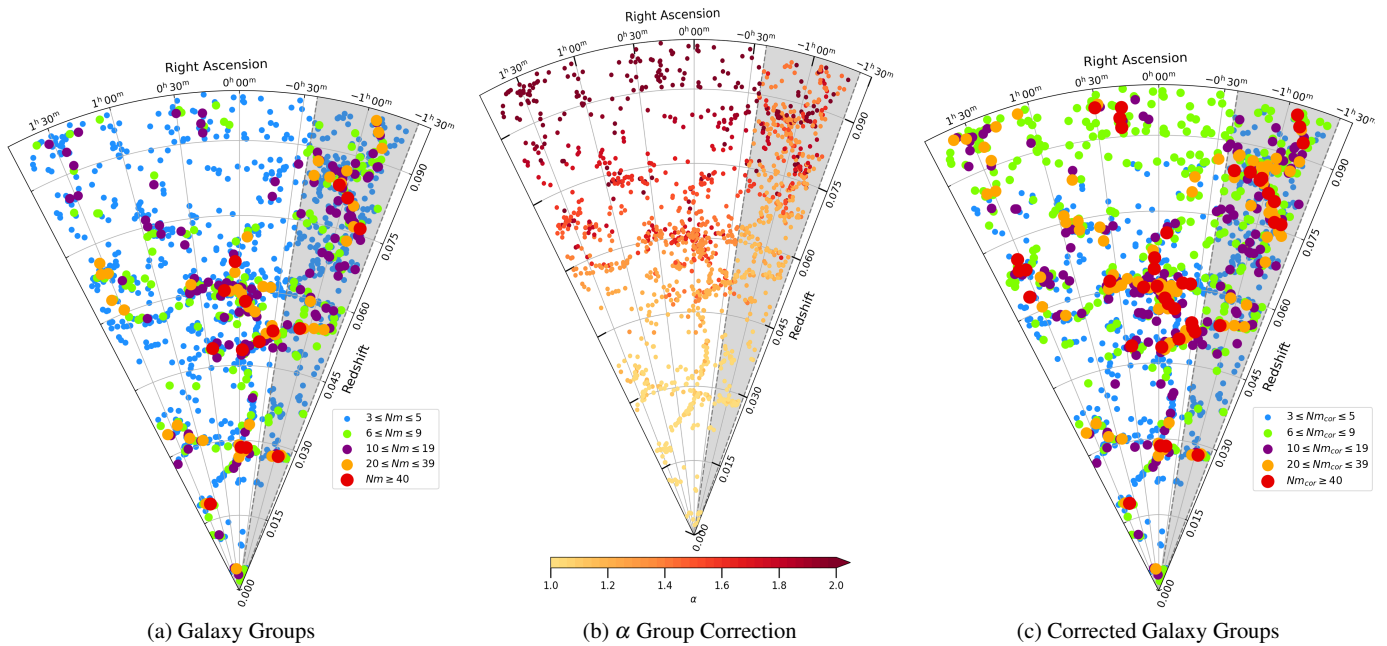 Right Ascension
1ʰ 30ᵐ
1ʰ 00ᵐ
0ʰ 30ᵐ
0ʰ 00ᵐ
−0ʰ 30ᵐ
−1ʰ 00ᵐ
−1ʰ 30ᵐ
0.090
0.075
0.060
0.045
0.030
0.015
0.000
Redshift
3 ≤ Nm ≤ 5
6 ≤ Nm ≤ 9
10 ≤ Nm ≤ 19
20 ≤ Nm ≤ 39
Nm ≥ 40
(a) Galaxy Groups
Right Ascension
1ʰ 30ᵐ
1ʰ 00ᵐ
0ʰ 30ᵐ
0ʰ 00ᵐ
−0ʰ 30ᵐ
−1ʰ 00ᵐ
−1ʰ 30ᵐ
0.090
0.075
0.060
0.045
0.030
0.015
0.000
Redshift
1.0 1.2 1.4 1.6 1.8 2.0
α
(b) α Group Correction
Right Ascension
1ʰ 30ᵐ
1ʰ 00ᵐ
0ʰ 30ᵐ
0ʰ 00ᵐ
−0ʰ 30ᵐ
−1ʰ 00ᵐ
−1ʰ 30ᵐ
0.090
0.075
0.060
0.045
0.030
0.015
0.000
Redshift
3 ≤ Nm_cor ≤ 5
6 ≤ Nm_cor ≤ 9
10 ≤ Nm_cor ≤ 19
20 ≤ Nm_cor ≤ 39
Nm_cor ≥ 40
(c) Corrected Galaxy Groups